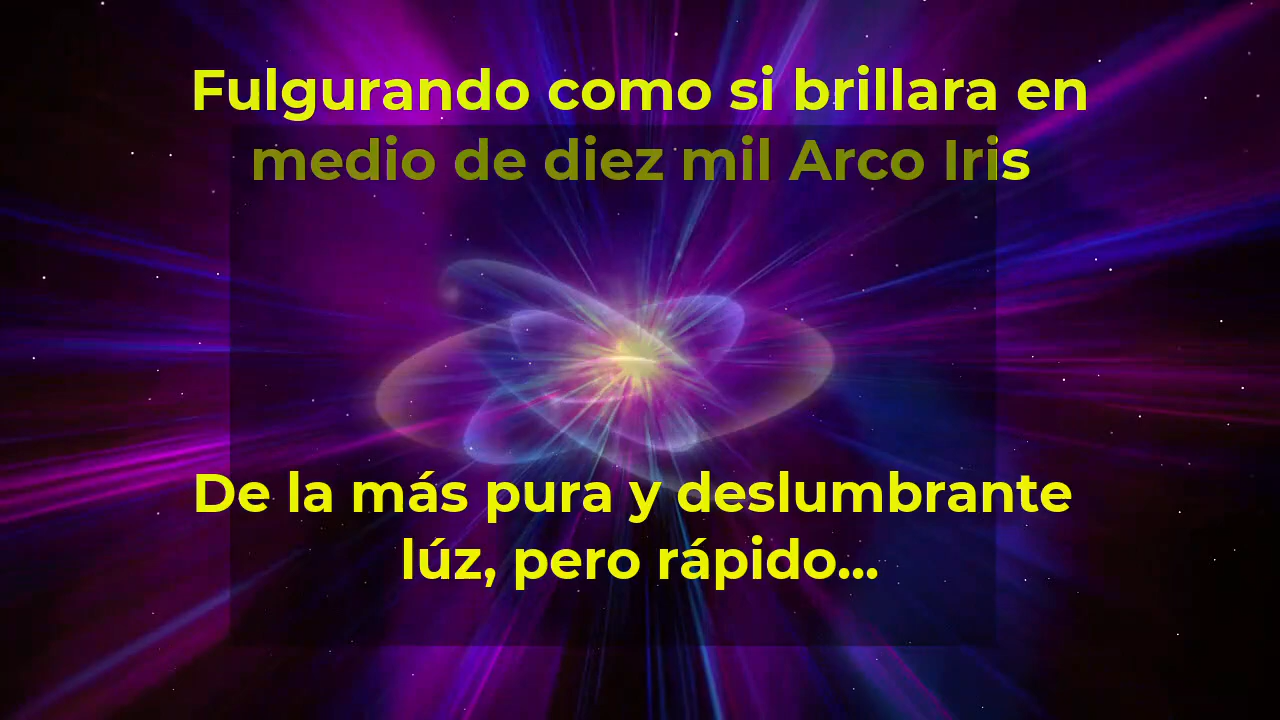 Fulgurando como si brillara en
medio de diez mil Arco Iris
De la más pura y deslumbrante
lúz, pero rápido...